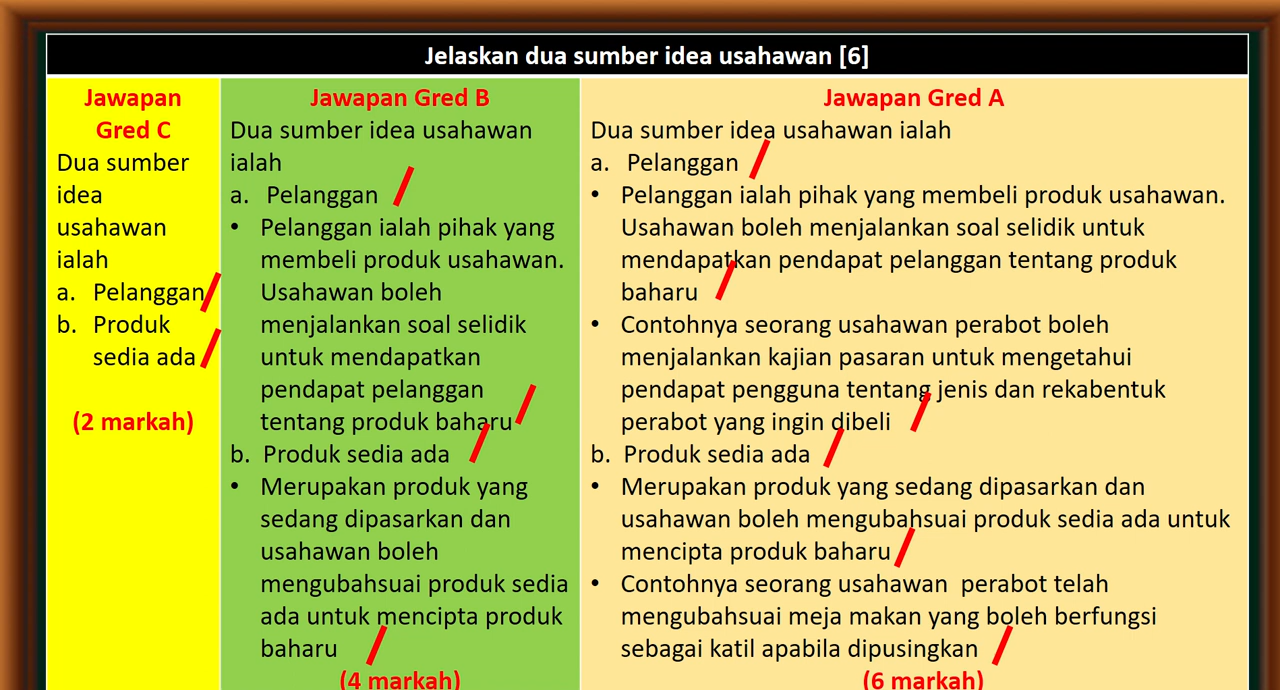 Jelaskan dua sumber idea usahawan [6]
Jawapan
Gred C
Dua sumber
idea
usahawan
ialah
a. Pelanggan
b. Produk
sedia ada
(2 markah)
Jawapan Gred B
Dua sumber idea usahawan
ialah
a. Pelanggan
• Pelanggan ialah pihak yang
membeli produk usahawan.
Usahawan boleh
menjalankan soal selidik
untuk mendapatkan
pendapat pelanggan
tentang produk baharu
b. Produk sedia ada
• Merupakan produk yang
sedang dipasarkan dan
usahawan boleh
mengubahsuai produk sedia
ada untuk mencipta produk
baharu
(4 markah)
Jawapan Gred A
Dua sumber idea usahawan ialah
a. Pelanggan
• Pelanggan ialah pihak yang membeli produk usahawan.
Usahawan boleh menjalankan soal selidik untuk
mendapatkan pendapat pelanggan tentang produk
baharu
• Contohnya seorang usahawan perabot boleh
menjalankan kajian pasaran untuk mengetahui
pendapat pengguna tentang jenis dan rekabentuk
perabot yang ingin dibeli
b. Produk sedia ada
• Merupakan produk yang sedang dipasarkan dan
usahawan boleh mengubahsuai produk sedia ada untuk
mencipta produk baharu
• Contohnya seorang usahawan perabot telah
mengubahsuai meja makan yang boleh berfungsi
sebagai katil apabila dipusingkan
(6 markah)